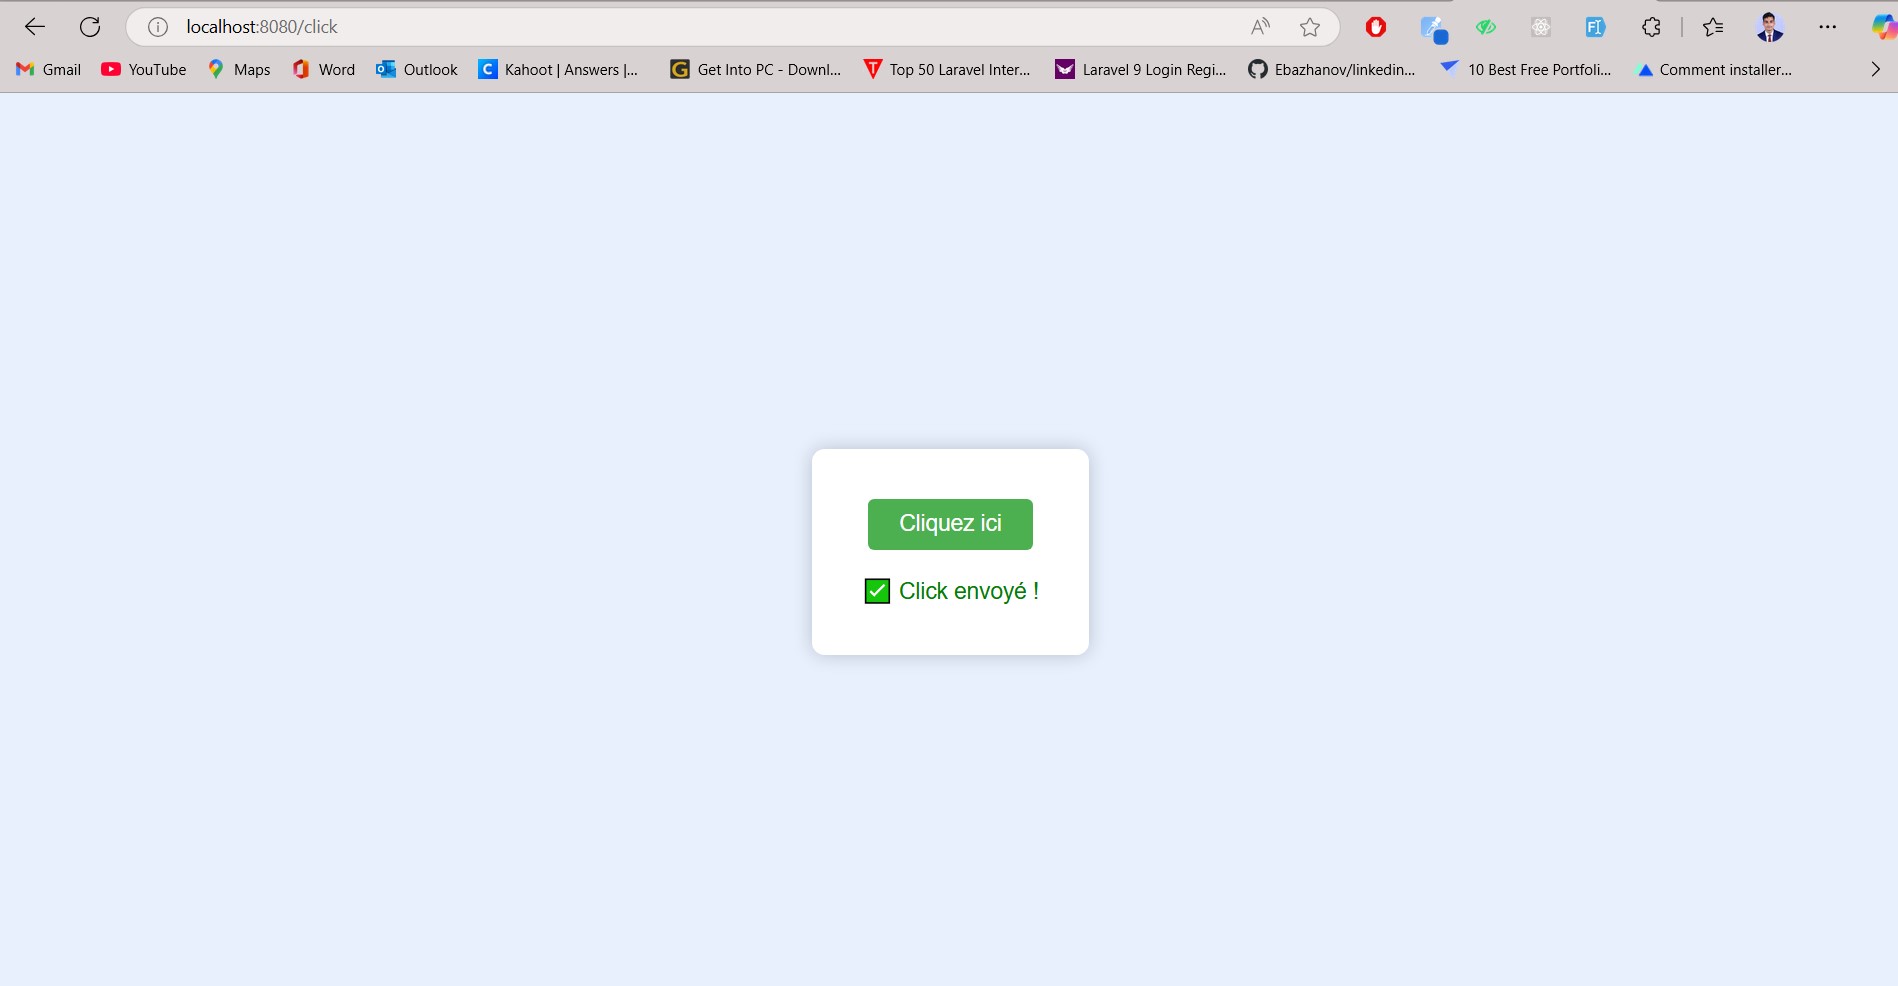 localhost:8080/click
Gmail YouTube Maps Word Outlook Kahoot | Answers |... Get Into PC - Downl... Top 50 Laravel Inter... Laravel 9 Login Regi... Ebazhanov/linkedin... 10 Best Free Portfoli... Comment installer...
Cliquez ici
Click envoyé !